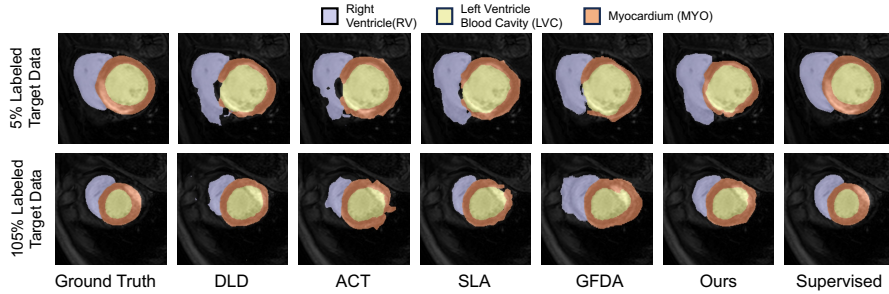 Right
Ventricle(RV)
Left Ventricle
Blood Cavity (LVC)
Myocardium (MYO)
5% Labeled
Target Data
105% Labeled
Target Data
Ground Truth
DLD
ACT
SLA
GFDA
Ours
Supervised